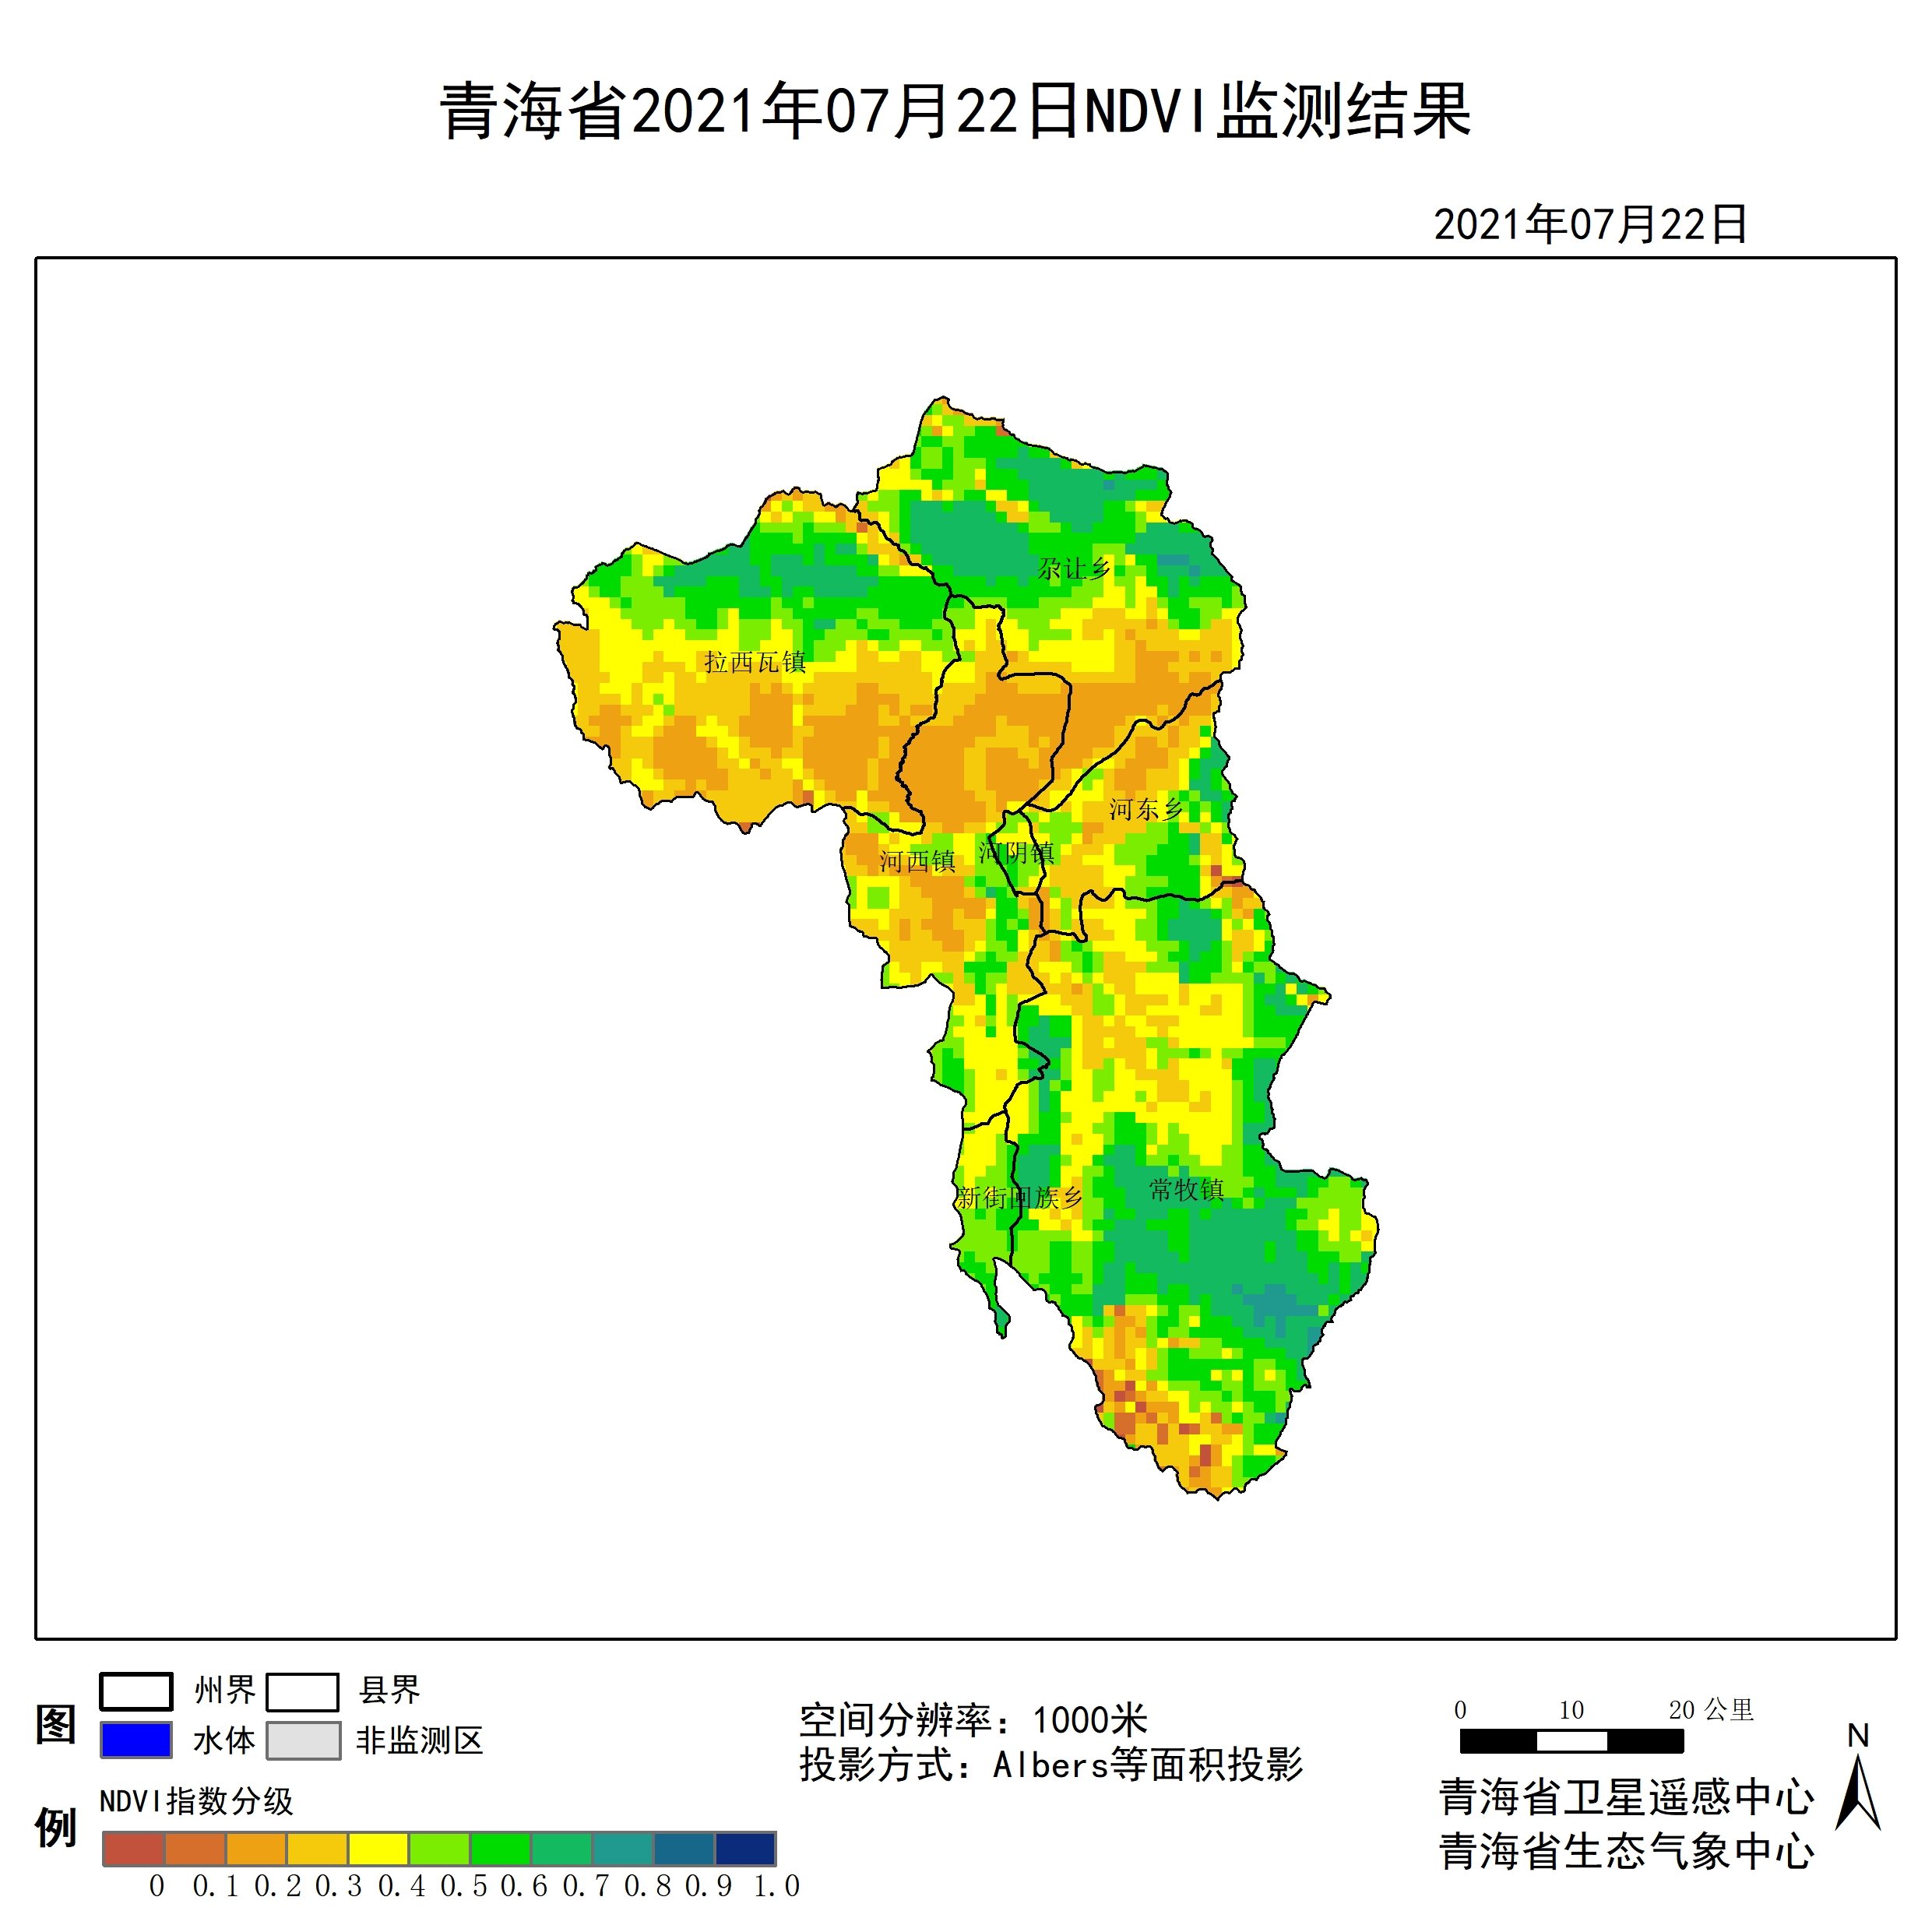 青海省2021年07月22日NDVI监测结果
2021年07月22日
尕让乡
拉西瓦镇
河东乡
河西镇
河阴镇
常牧镇
新街回族乡
图例
州界 县界
水体 非监测区
NDVI指数分级
0 0.1 0.2 0.3 0.4 0.5 0.6 0.7 0.8 0.9 1.0
空间分辨率：1000米
投影方式：Albers等面积投影
0 10 20 公里
N
青海省卫星遥感中心
青海省生态气象中心